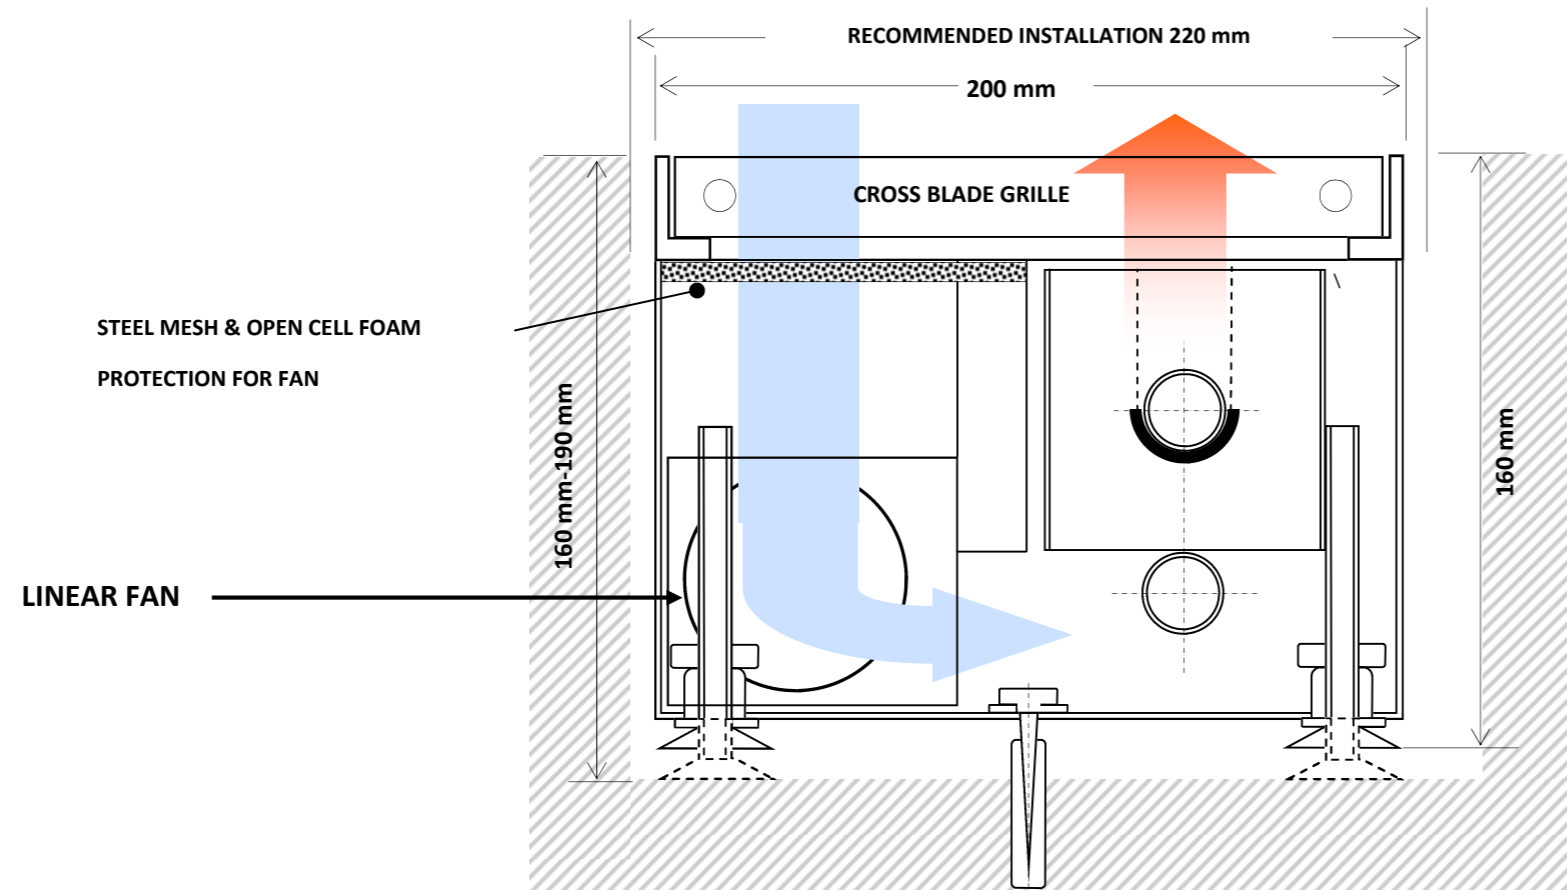 RECOMMENDED INSTALLATION 220 mm
200 mm
CROSS BLADE GRILLE
STEEL MESH & OPEN CELL FOAM
PROTECTION FOR FAN
160 mm-190 mm
160 mm
LINEAR FAN